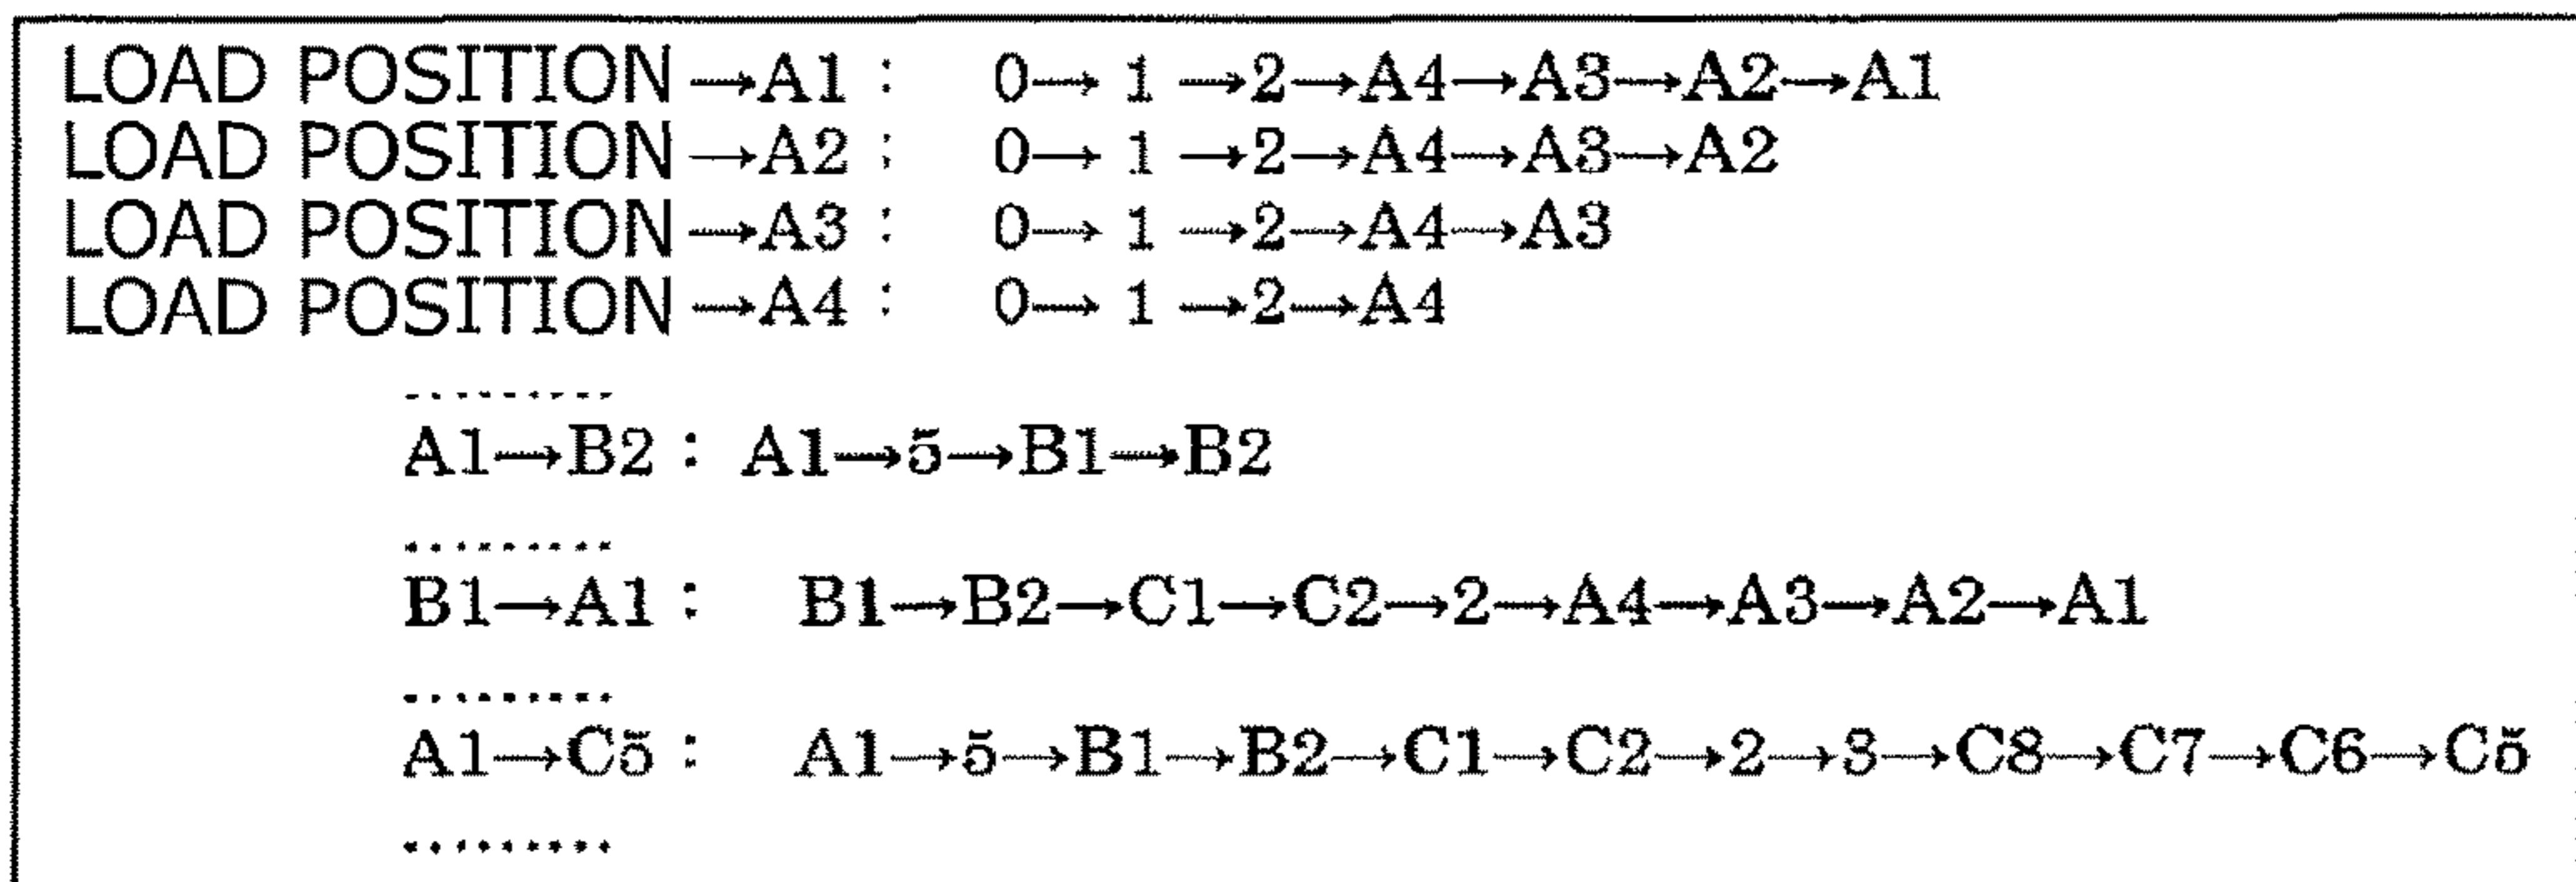 LOAD POSITION→A1 : 0→1→2→A4→A3→A2→A1
LOAD POSITION→A2 : 0→1→2→A4→A3→A2
LOAD POSITION→A3 : 0→1→2→A4→A3
LOAD POSITION→A4 : 0→1→2→A4
.........
A1→B2 : A1→5→B1→B2
.........
B1→A1 : B1→B2→C1→C2→2→A4→A3→A2→A1
.........
A1→C5 : A1→5→B1→B2→C1→C2→2→3→C8→C7→C6→C5
.........